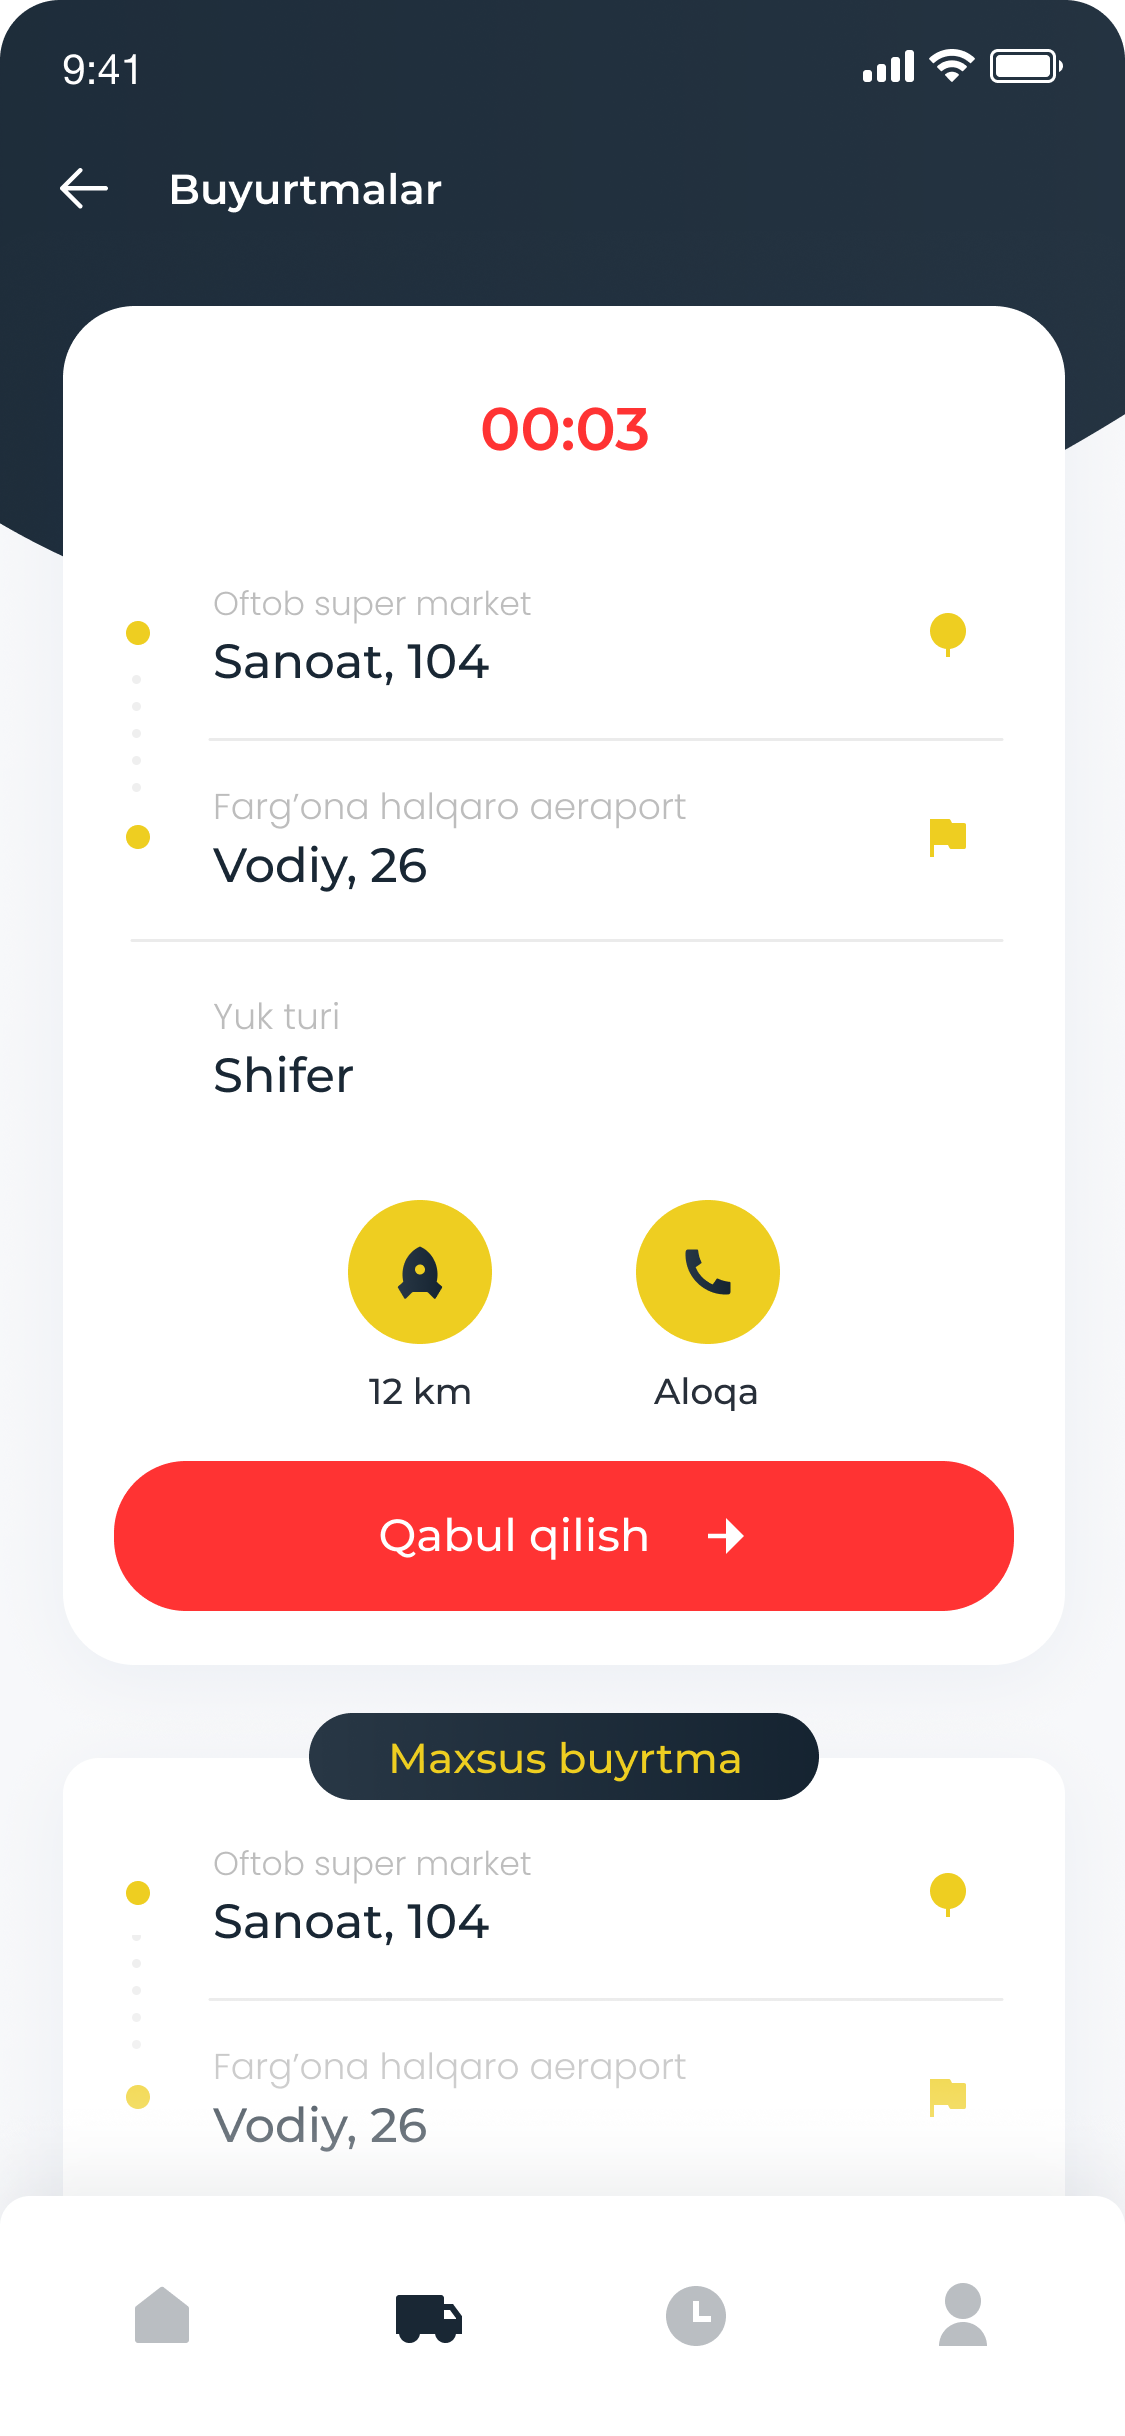 9:41
Buyurtmalar
00:03
Oftob super market
Sanoat, 104
Farg’ona halqaro aeraport
Vodiy, 26
Yuk turi
Shifer
12 km
Aloqa
Qabul qilish
Maxsus buyrtma
Oftob super market
Sanoat, 104
Farg’ona halqaro aeraport
Vodiy, 26